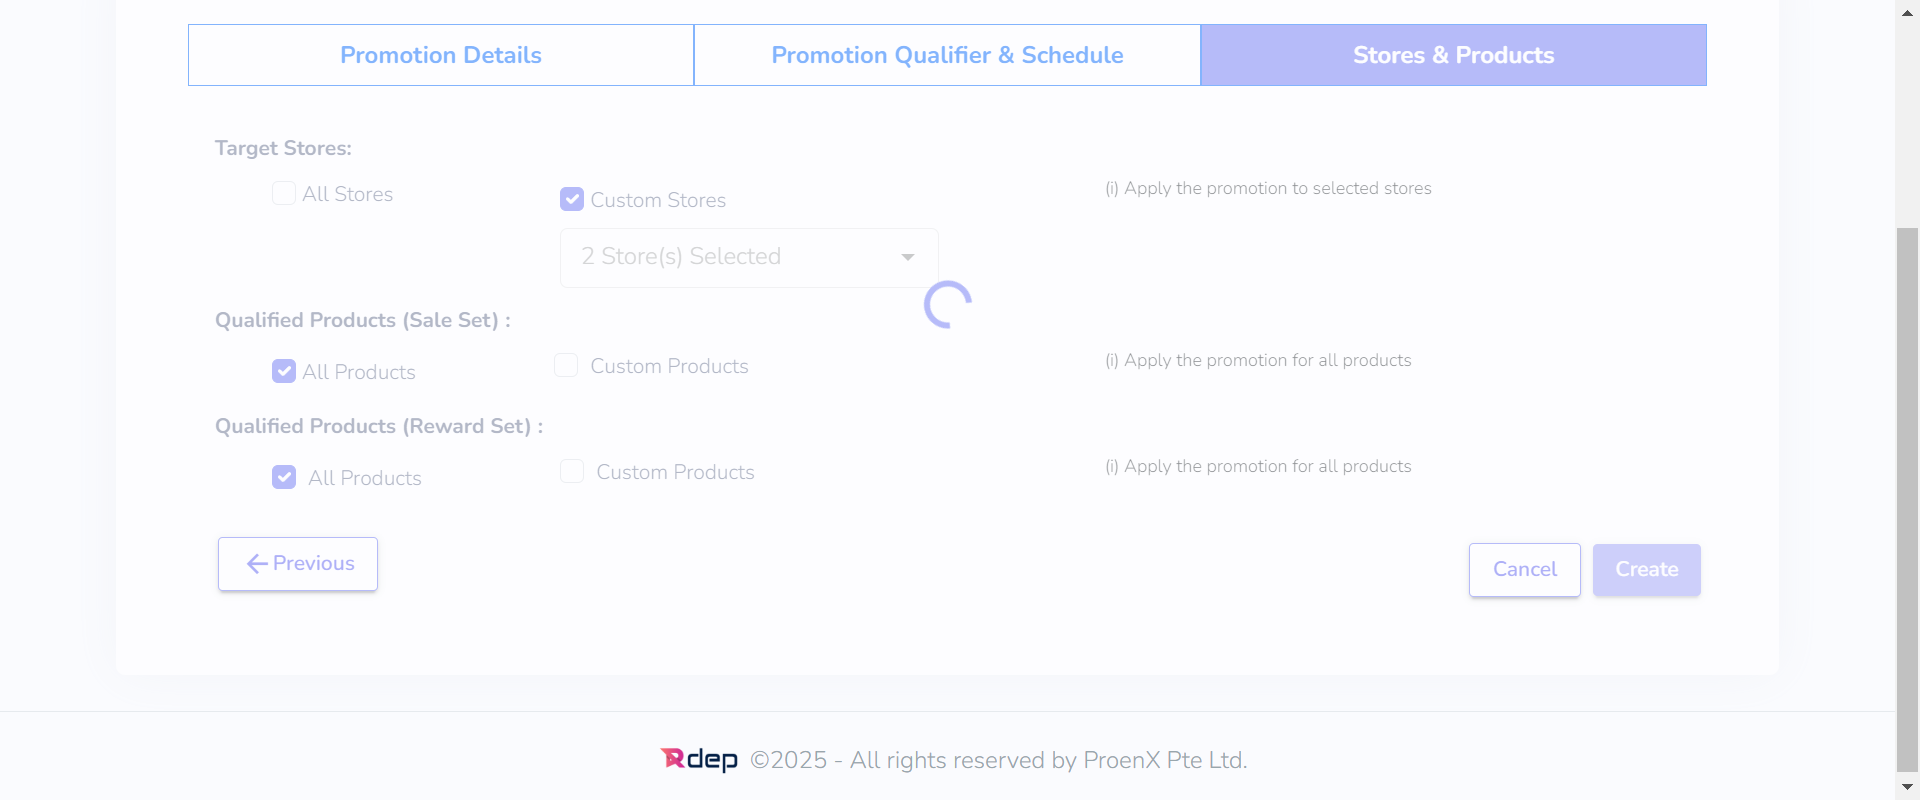 Promotion Details
Promotion Qualifier & Schedule
Stores & Products
Target Stores:
All Stores
Custom Stores
(i) Apply the promotion to selected stores
2 Store(s) Selected
Qualified Products (Sale Set) :
All Products
Custom Products
(i) Apply the promotion for all products
Qualified Products (Reward Set) :
All Products
Custom Products
(i) Apply the promotion for all products
Previous
Cancel
Create
Rdep ©2025 - All rights reserved by ProenX Pte Ltd.